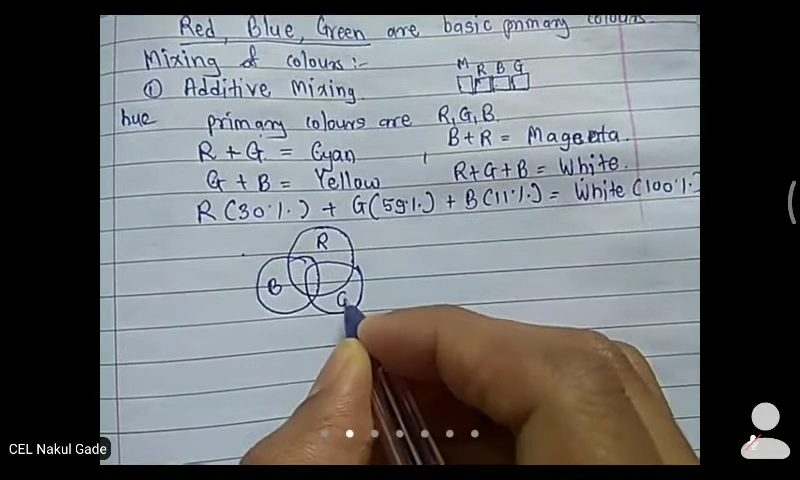 Red, Blue, Green are basic primary colours.
Mixing of colours:-
M R B G
① Additive Mixing.
hue primary colours are R, G, B.
R + G = Cyan
B + R = Magenta
G + B = Yellow
R + G + B = White.
R (30%) + G (59%) + B (11%) = White (100%)
R
B
G
CEL Nakul Gade